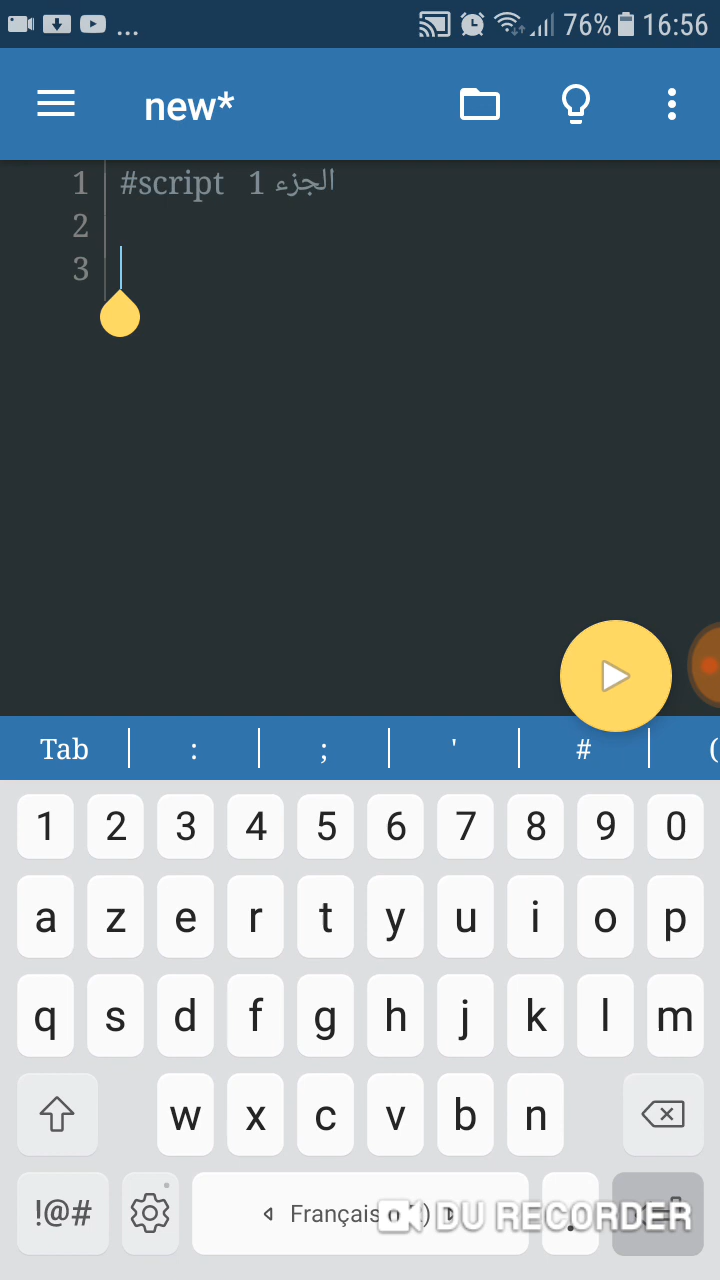 ... 76% 16:56
new*
1 #script 1 الجزء
2
3
Tab : ; ' # (
1 2 3 4 5 6 7 8 9 0
a z e r t y u i o p
q s d f g h j k l m
w x c v b n
!@# Français .
DU RECORDER